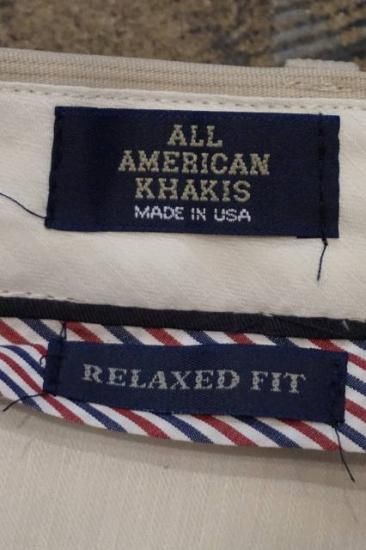 ALL
AMERICAN
KHAKIS
MADE IN USA
RELAXED FIT